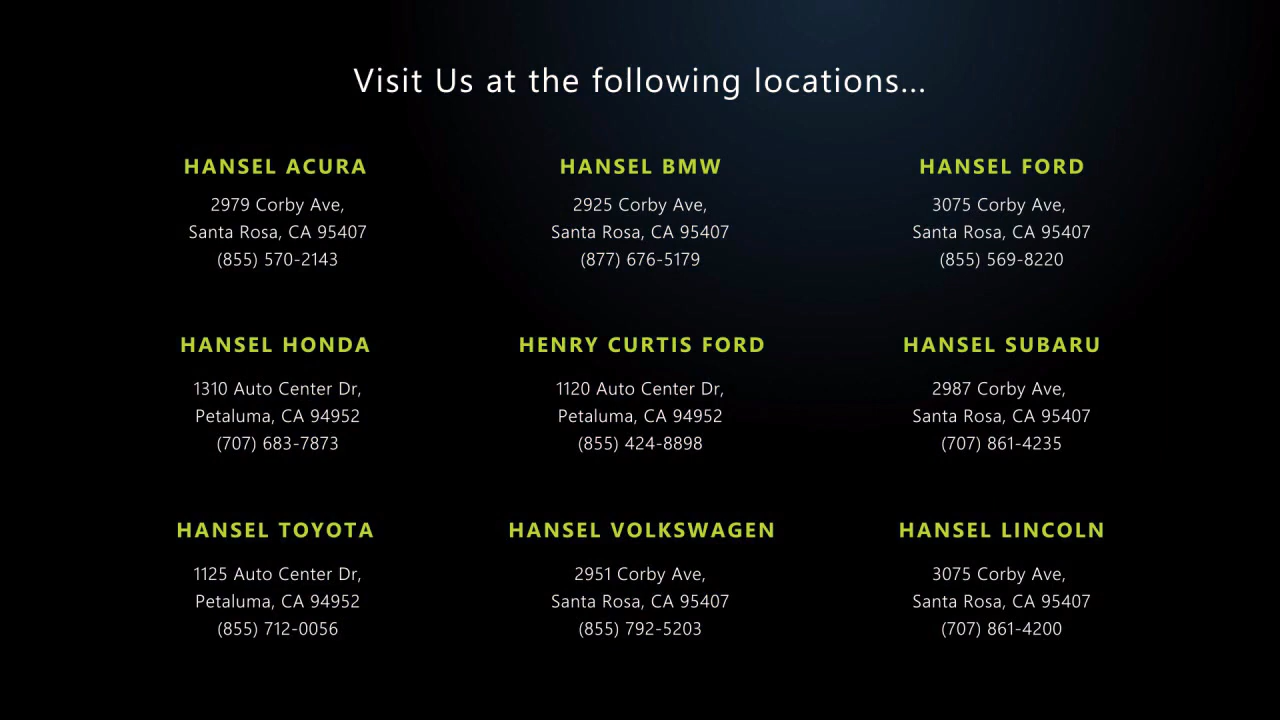 Visit Us at the following locations...
HANSEL ACURA
2979 Corby Ave,
Santa Rosa, CA 95407
(855) 570-2143
HANSEL BMW
2925 Corby Ave,
Santa Rosa, CA 95407
(877) 676-5179
HANSEL FORD
3075 Corby Ave,
Santa Rosa, CA 95407
(855) 569-8220
HANSEL HONDA
1310 Auto Center Dr,
Petaluma, CA 94952
(707) 683-7873
HENRY CURTIS FORD
1120 Auto Center Dr,
Petaluma, CA 94952
(855) 424-8898
HANSEL SUBARU
2987 Corby Ave,
Santa Rosa, CA 95407
(707) 861-4235
HANSEL TOYOTA
1125 Auto Center Dr,
Petaluma, CA 94952
(855) 712-0056
HANSEL VOLKSWAGEN
2951 Corby Ave,
Santa Rosa, CA 95407
(855) 792-5203
HANSEL LINCOLN
3075 Corby Ave,
Santa Rosa, CA 95407
(707) 861-4200